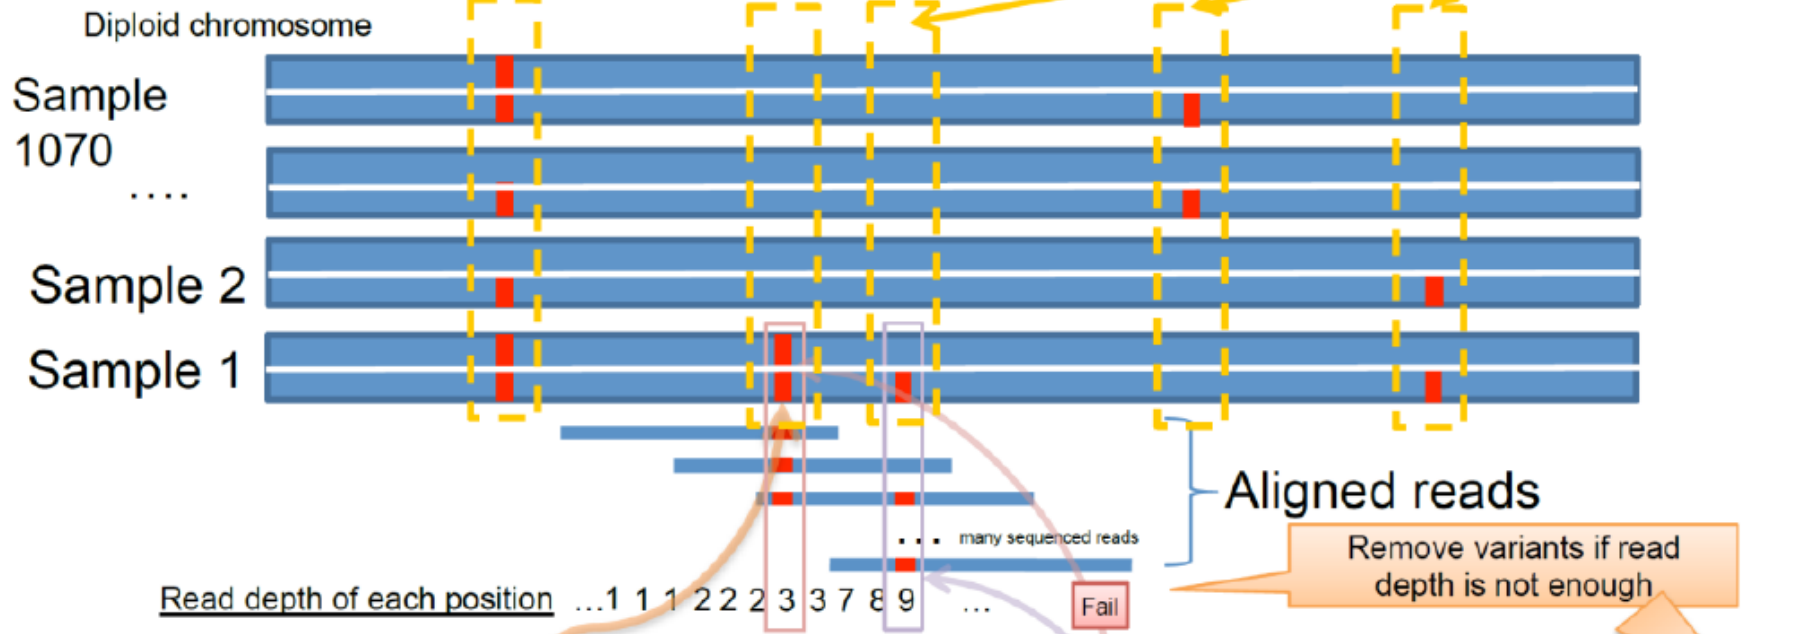 Diploid chromosome
Sample
1070
....
Sample 2
Sample 1
Aligned reads
... many sequenced reads
Remove variants if read
depth is not enough
Read depth of each position ...1 1 1 2 2 2 3 3 7 8 9 ...
Fail